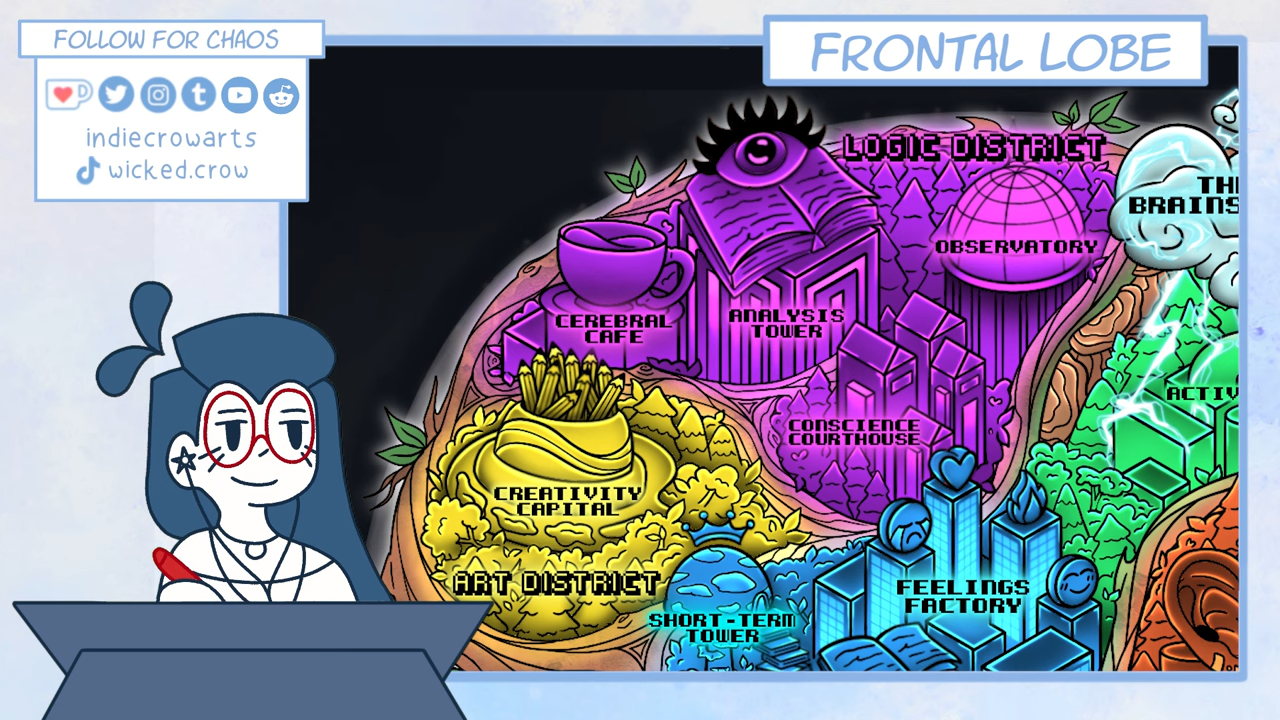 FOLLOW FOR CHAOS
indiecrowarts
wicked.crow
FRONTAL LOBE
LOGIC DISTRICT
OBSERVATORY
CEREBRAL
CAFE
ANALYSIS
TOWER
CONSCIENCE
COURTHOUSE
CREATIVITY
CAPITAL
ART DISTRICT
SHORT-TERM
TOWER
FEELINGS
FACTORY